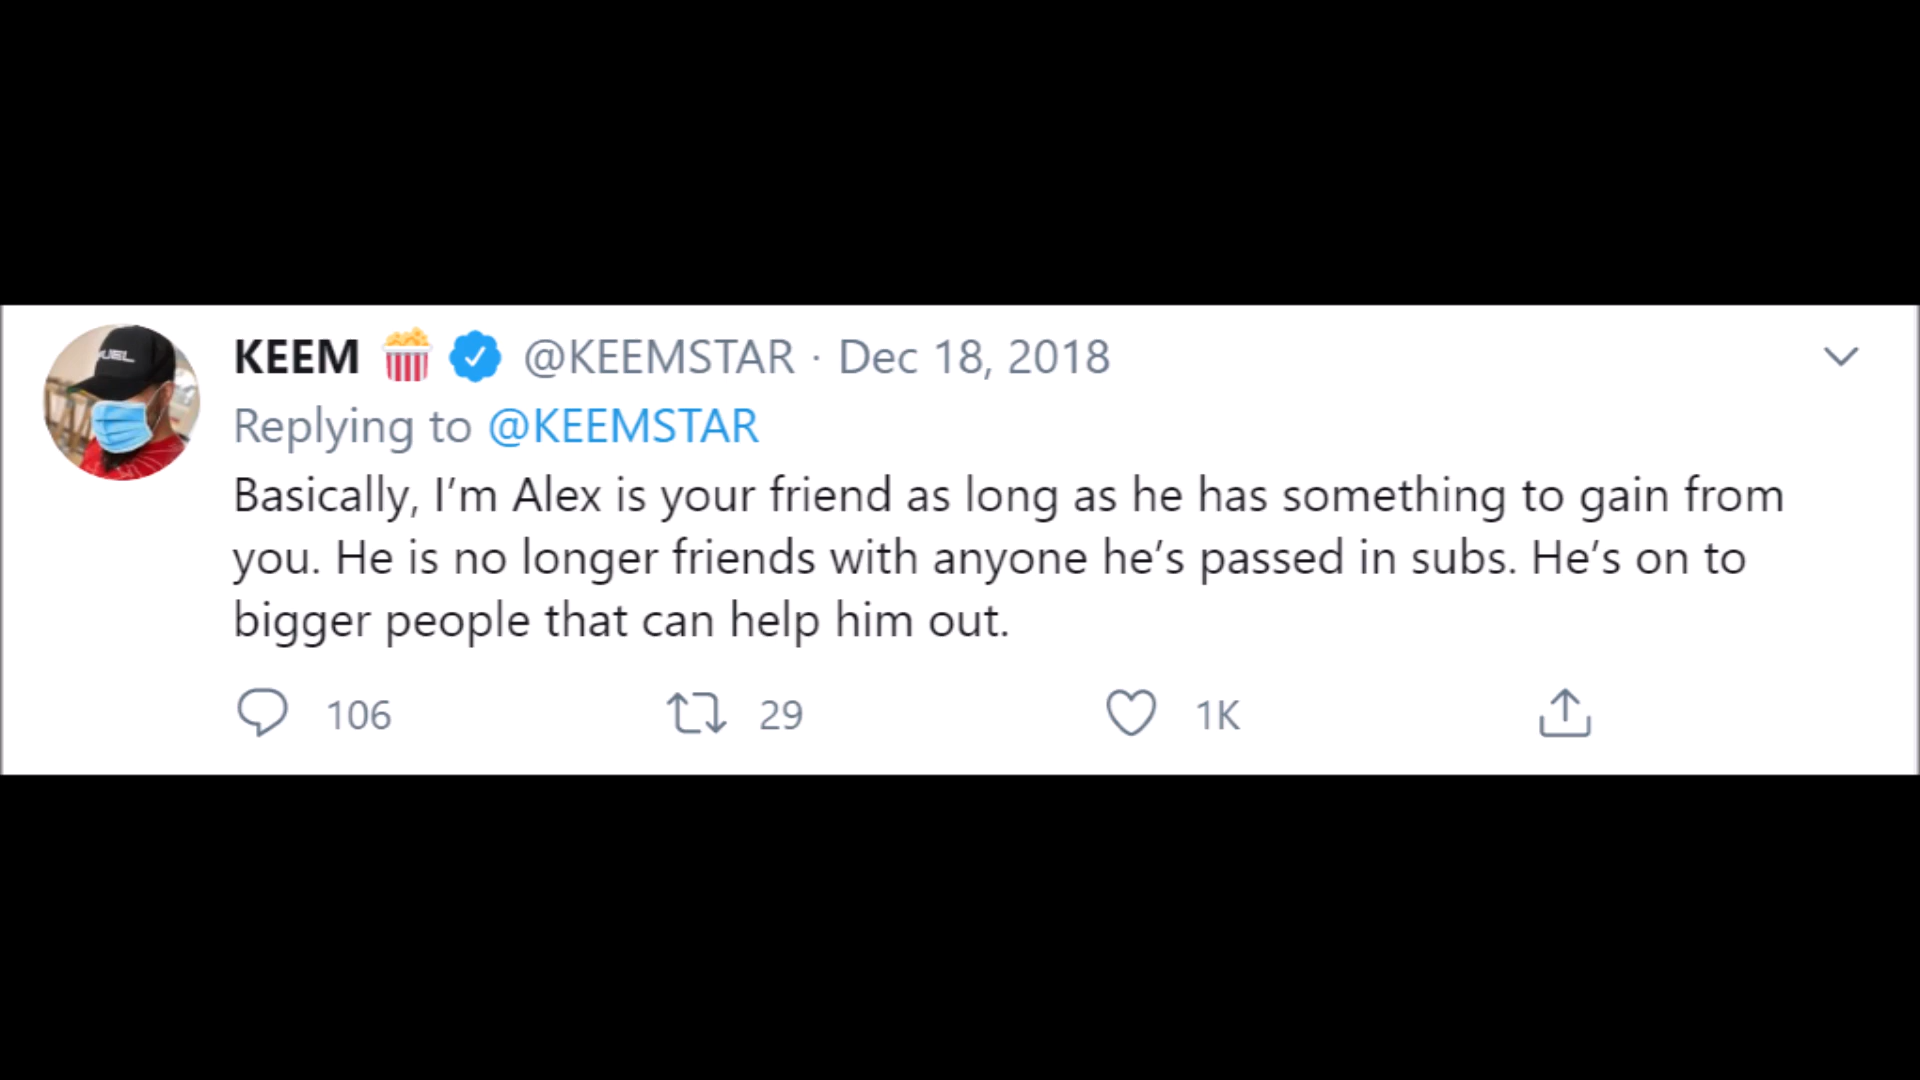 KEEM 🍿 @KEEMSTAR · Dec 18, 2018
Replying to @KEEMSTAR
Basically, I’m Alex is your friend as long as he has something to gain from
you. He is no longer friends with anyone he’s passed in subs. He’s on to
bigger people that can help him out.
106 29 1K